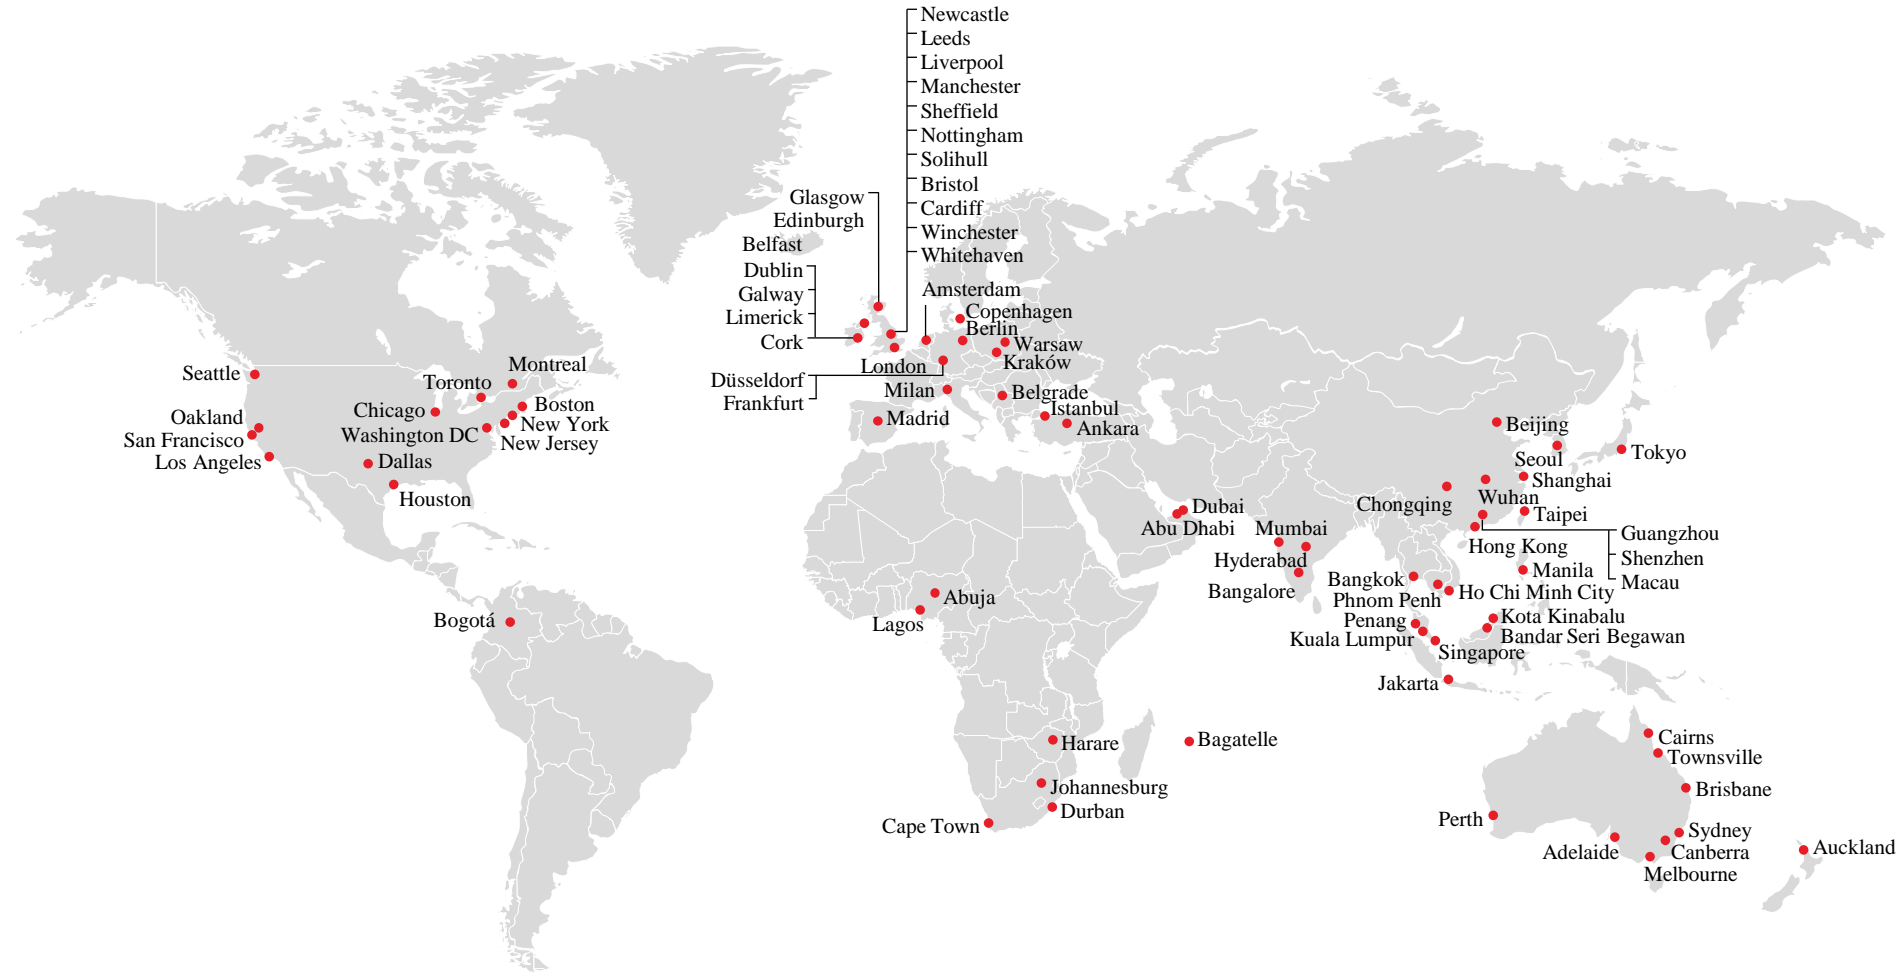 Newcastle
Leeds
Liverpool
Manchester
Sheffield
Nottingham
Solihull
Bristol
Cardiff
Winchester
Whitehaven
Glasgow
Edinburgh
Belfast
Dublin
Galway
Limerick
Cork
Amsterdam
Copenhagen
Berlin
Warsaw
Kraków
London
Düsseldorf
Frankfurt
Milan
Madrid
Belgrade
Istanbul
Ankara
Seattle
Oakland
San Francisco
Los Angeles
Montreal
Toronto
Chicago
Boston
New York
Washington DC
New Jersey
Dallas
Houston
Bogotá
Abuja
Lagos
Harare
Johannesburg
Durban
Cape Town
Bagatelle
Dubai
Abu Dhabi
Mumbai
Hyderabad
Bangalore
Beijing
Seoul
Tokyo
Shanghai
Chongqing
Wuhan
Taipei
Guangzhou
Shenzhen
Macau
Hong Kong
Manila
Bangkok
Phnom Penh
Ho Chi Minh City
Penang
Kuala Lumpur
Kota Kinabalu
Bandar Seri Begawan
Singapore
Jakarta
Cairns
Townsville
Brisbane
Perth
Sydney
Adelaide
Canberra
Melbourne
Auckland